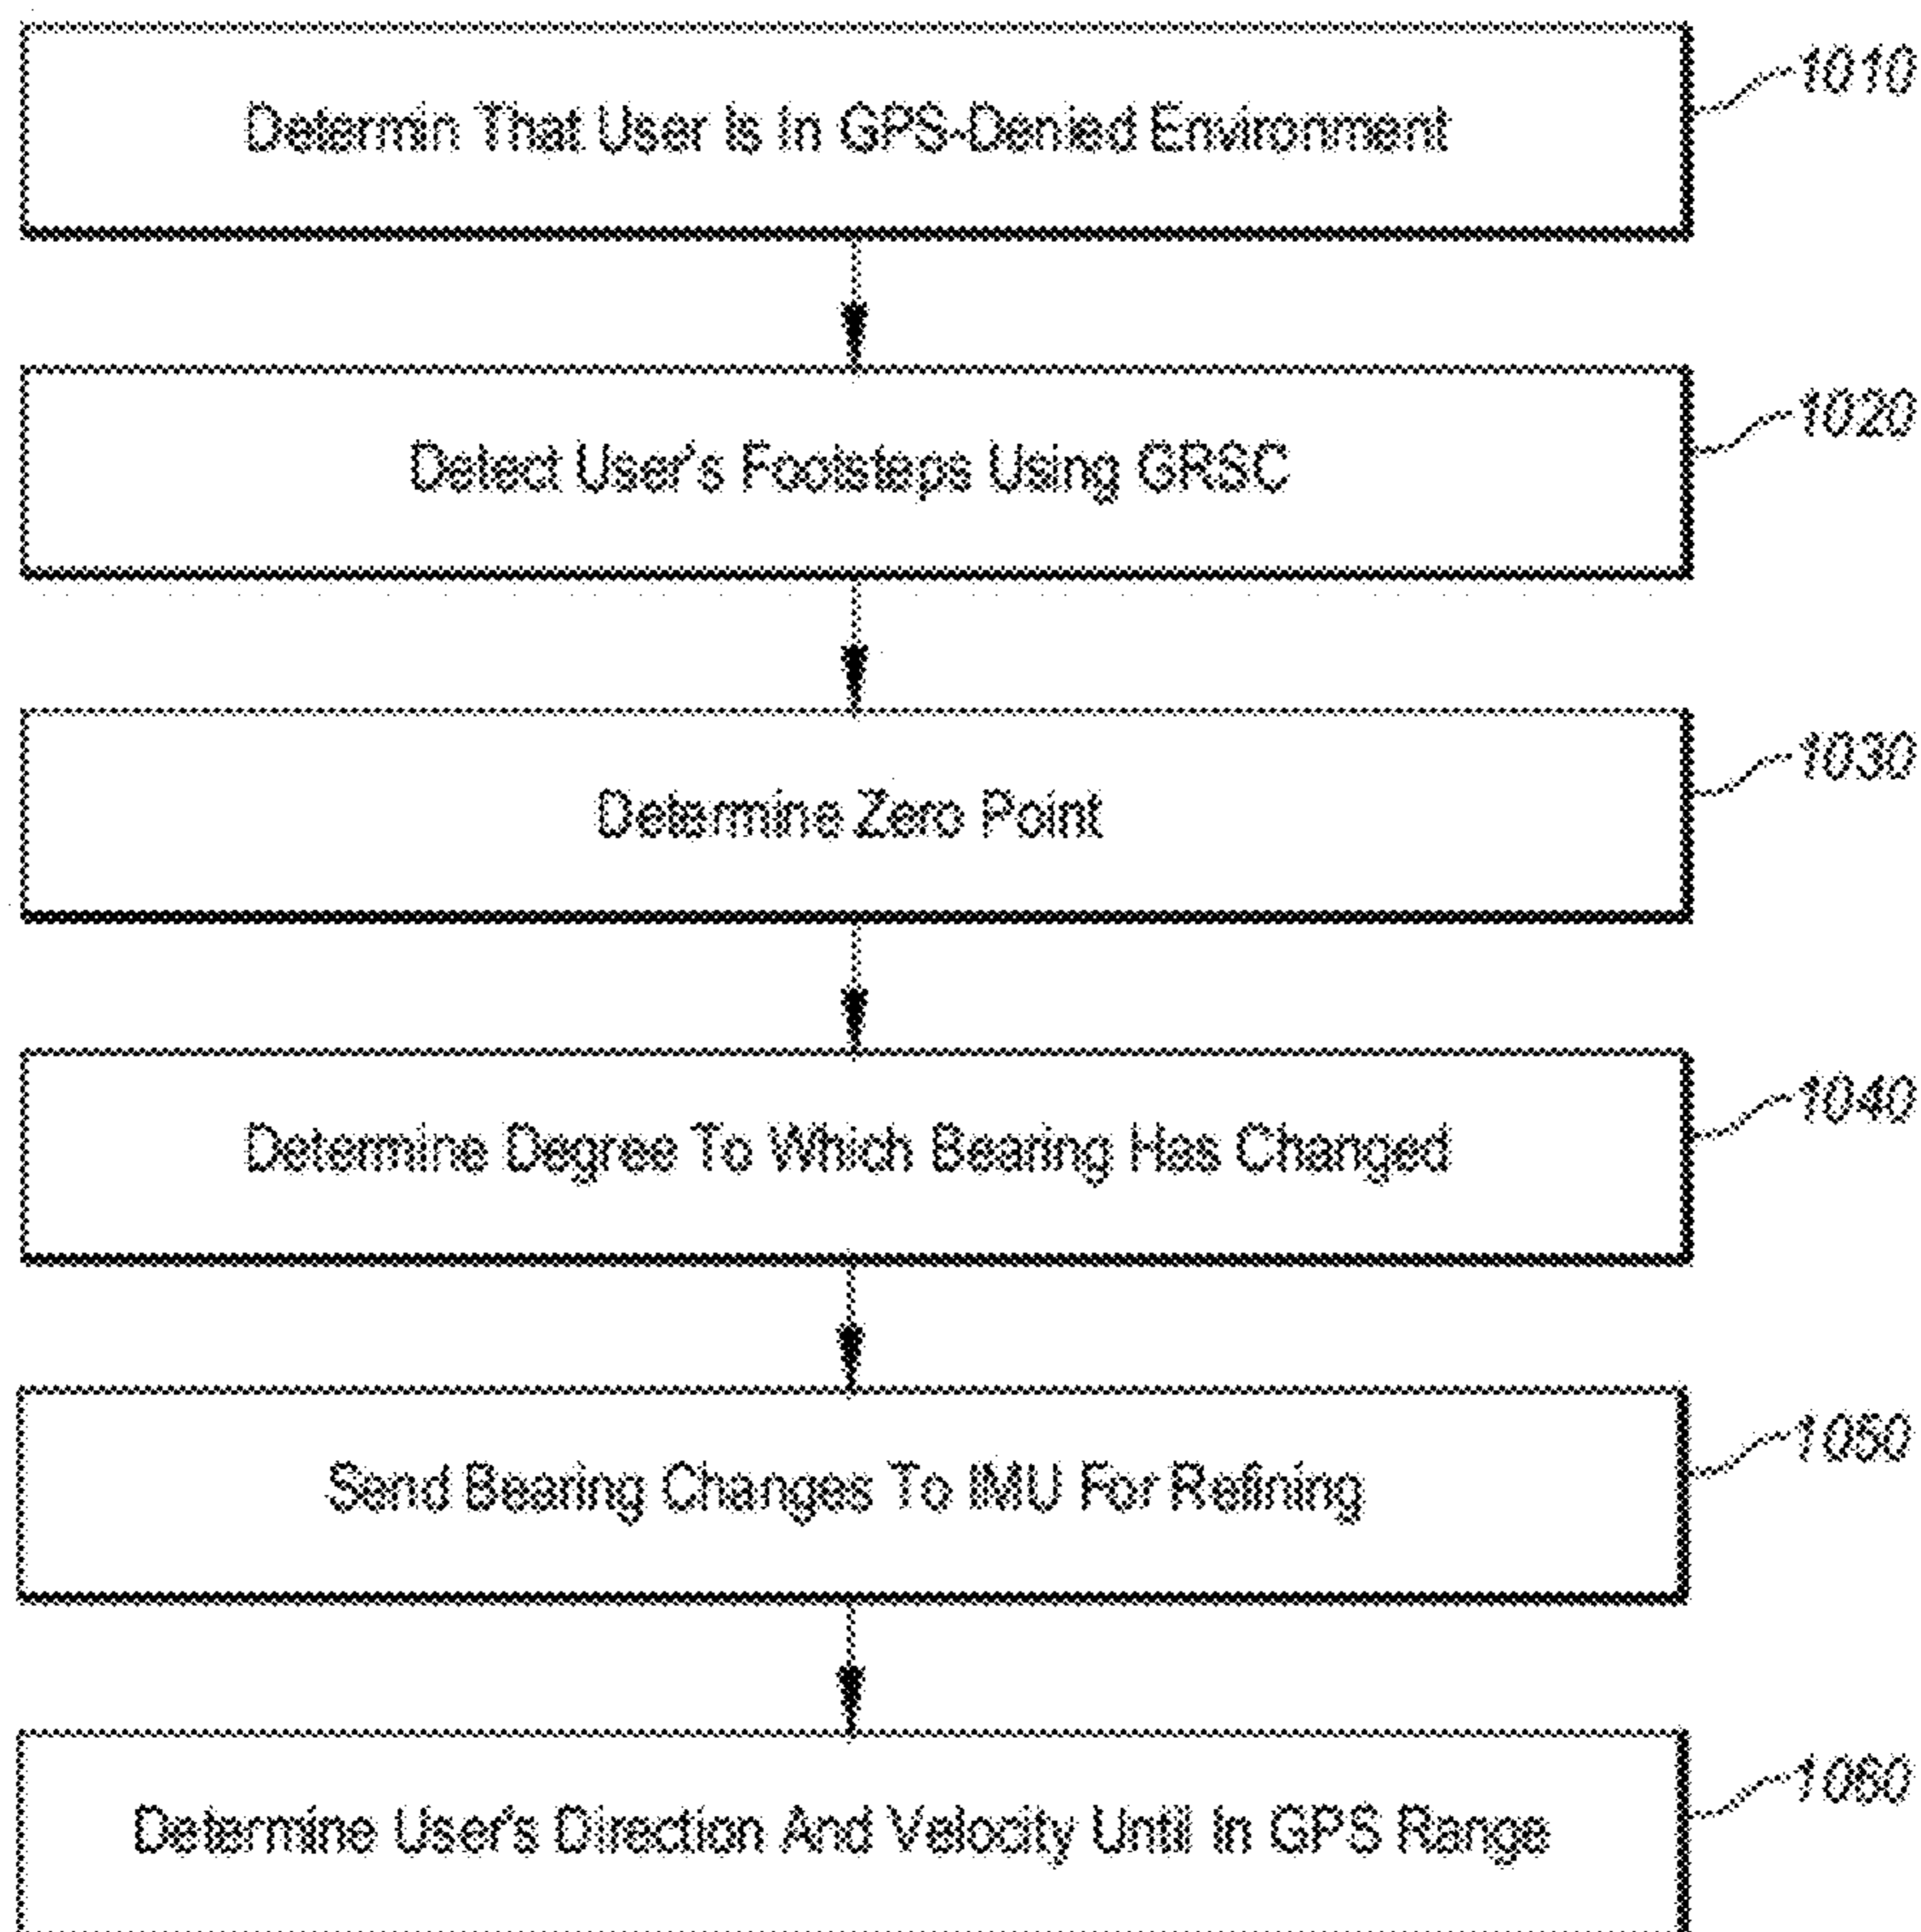 Determin That User Is In GPS-Denied Environment
1010
Detect User's Footsteps Using GRSC
1020
Determine Zero Point
1030
Determine Degree To Which Bearing Has Changed
1040
Send Bearing Changes To IMU For Refining
1050
Determine User's Direction And Velocity Until In GPS Range
1060